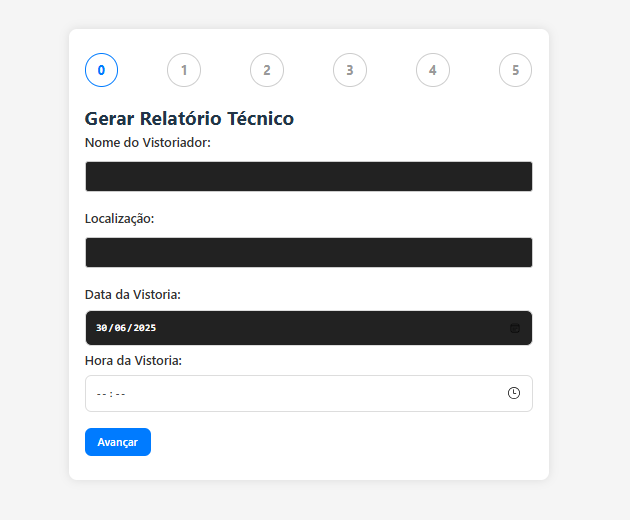 0 1 2 3 4 5
Gerar Relatório Técnico
Nome do Vistoriador:
Localização:
Data da Vistoria:
30/06/2025
Hora da Vistoria:
--:--
Avançar